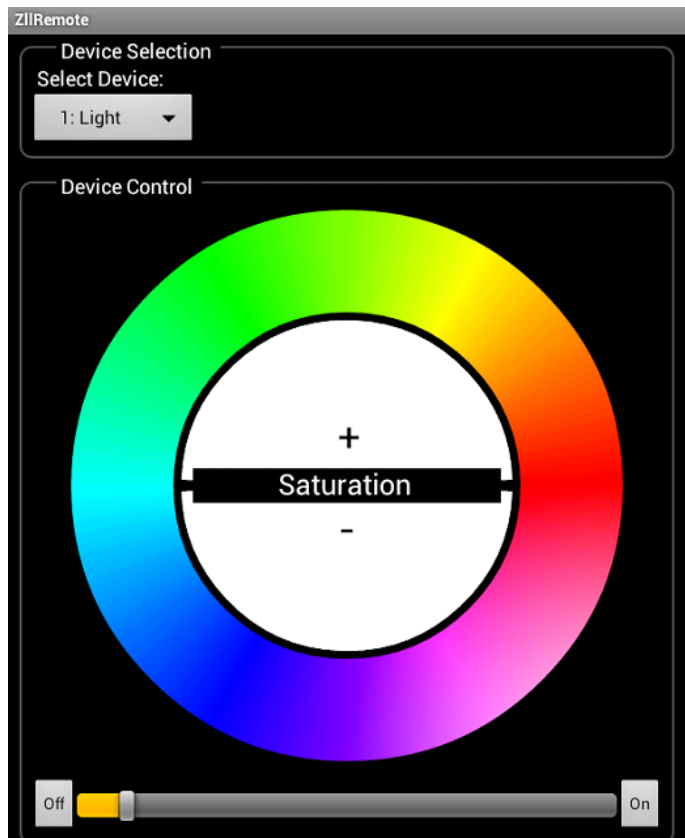 ZllRemote
Device Selection
Select Device:
1: Light
Device Control
+
Saturation
-
Off
On